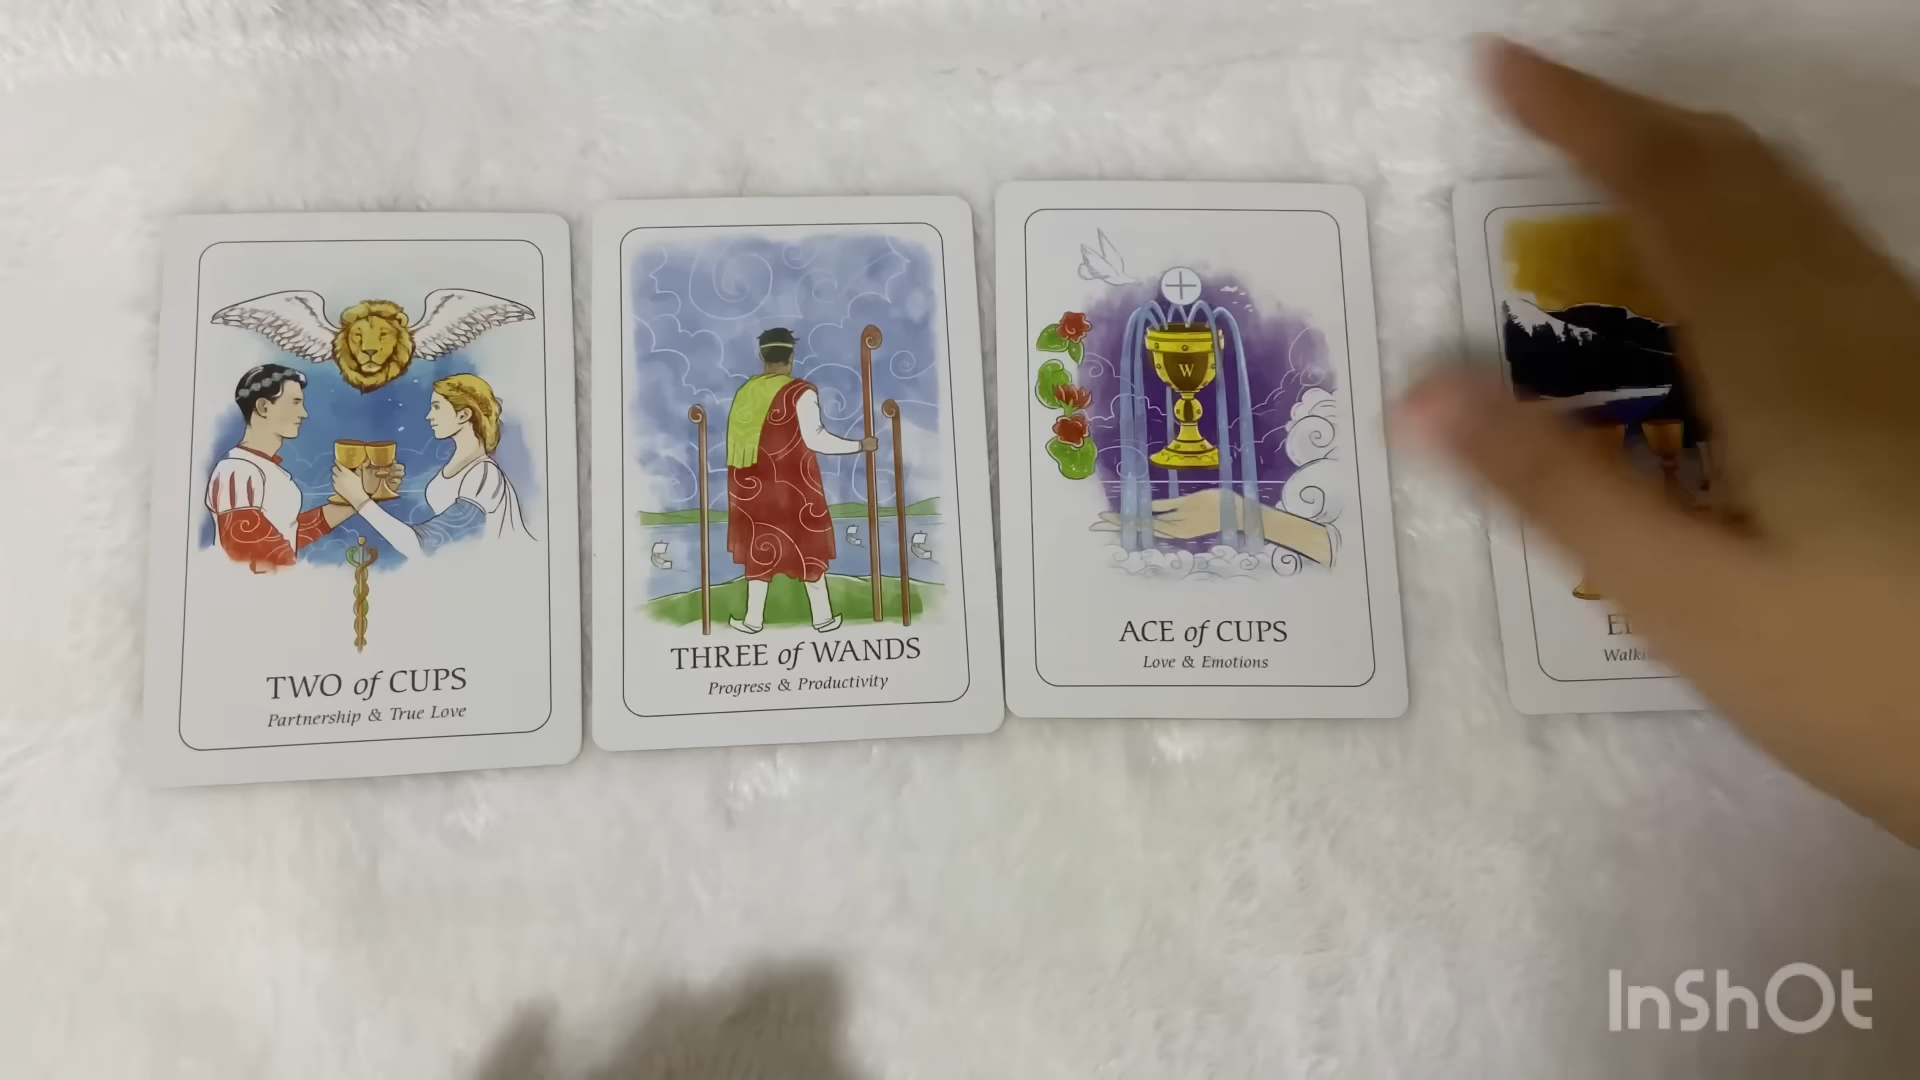 TWO of CUPS
Partnership & True Love
THREE of WANDS
Progress & Productivity
W
ACE of CUPS
Love & Emotions
InShOt